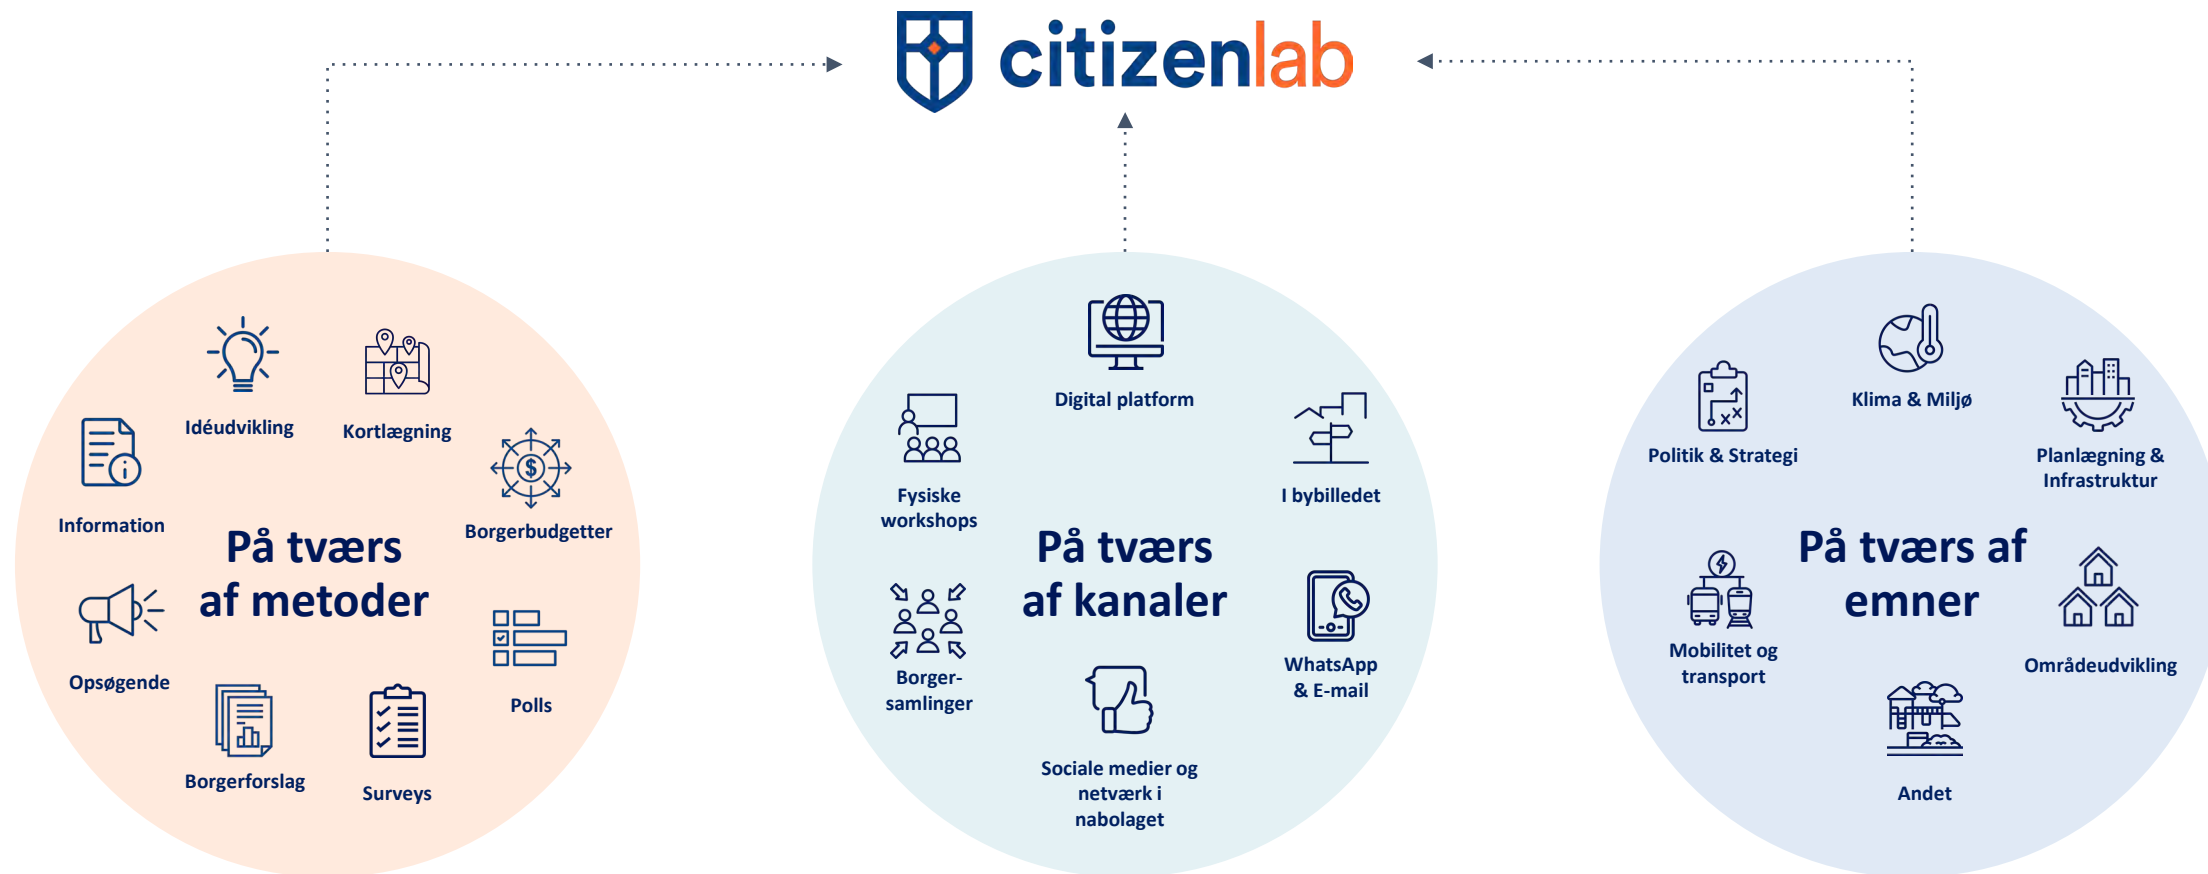 citizenlab
Idéudvikling
Kortlægning
Information
Borgerbudgetter
På tværs
af metoder
Opsøgende
Polls
Borgerforslag
Surveys
Digital platform
Fysiske
workshops
I bybilledet
På tværs
af kanaler
Borger-
samlinger
WhatsApp
& E-mail
Sociale medier og
netværk i
nabolaget
Klima & Miljø
Politik & Strategi
Planlægning &
Infrastruktur
På tværs af
emner
Mobilitet og
transport
Områdeudvikling
Andet